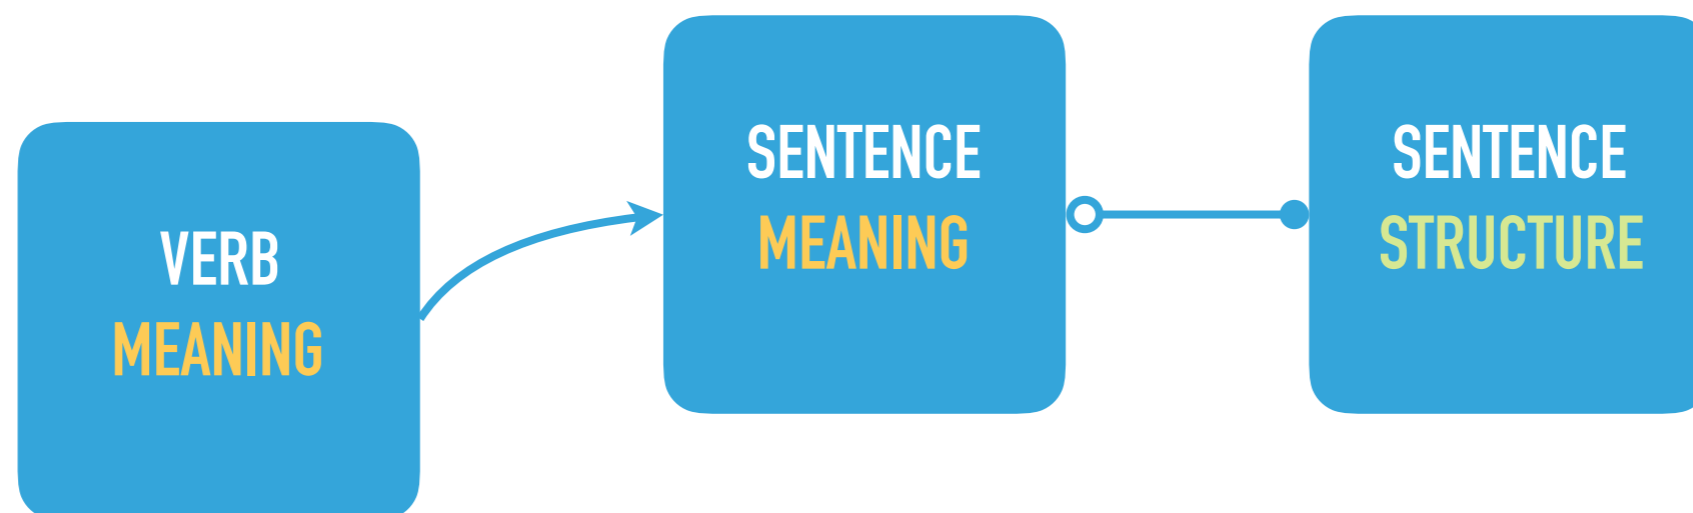 VERB
MEANING
SENTENCE
MEANING
SENTENCE
STRUCTURE